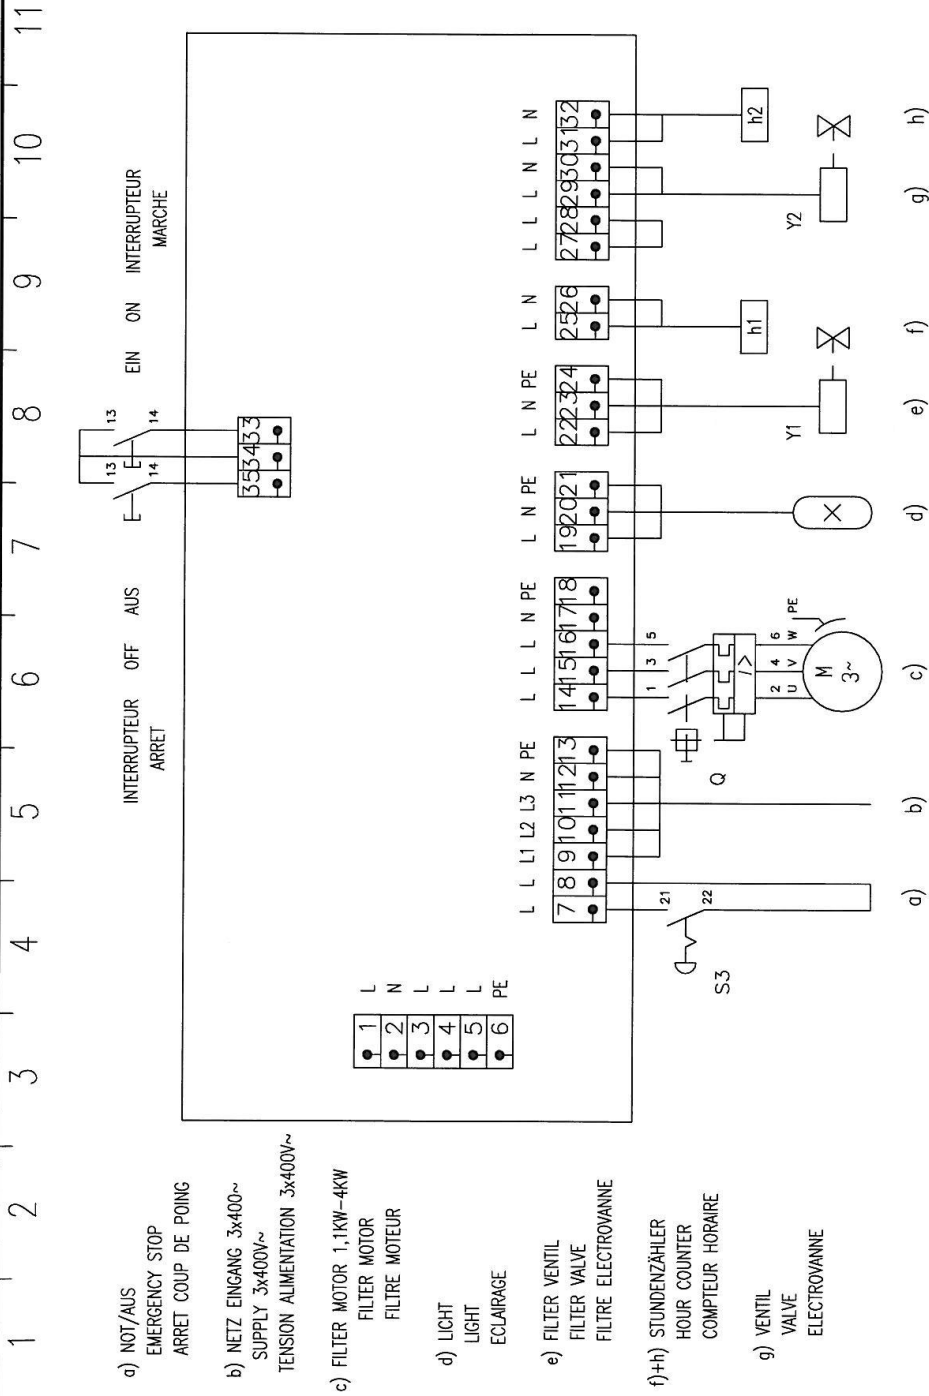 1 2 3 4 5 6 7 8 9 10 11
a) NOT/AUS
EMERGENCY STOP
ARRET COUP DE POING
b) NETZ EINGANG 3x400~
SUPPLY 3x400V~
TENSION ALIMENTATION 3x400V~
c) FILTER MOTOR 1,1KW-4KW
FILTER MOTOR
FILTRE MOTEUR
d) LICHT
LIGHT
ECLAIRAGE
e) FILTER VENTIL
FILTER VALVE
FILTRE ELECTROVANNE
f)+h) STUNDENZÄHLER
HOUR COUNTER
COMPTEUR HORAIRE
g) VENTIL
VALVE
ELECTROVANNE
13 13
14 14
INTERRUPTEUR OFF AUS
ARRET
EIN ON INTERRUPTEUR
MARCHE
35 34 33
1 L
2 N
3 L
4 L
5 L
6 PE
L L L1 L2 L3 N PE L L L N PE L N PE L N PE L N L L L N L N
7 8 9 10 11 12 13 14 15 16 17 18 19 20 21 22 23 24 25 26 27 28 29 30 31 32
21
22
S3
1 3 5
I>
Q
2 4 6
U V W PE
M
3~
Y1
h1
Y2
h2
a) b) c) d) e) f) g) h)